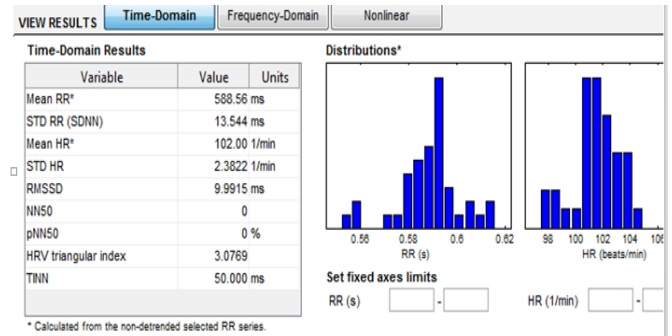 VIEW RESULTS Time-Domain Frequency-Domain Nonlinear
Time-Domain Results
Variable Value Units
Mean RR* 588.56 ms
STD RR (SDNN) 13.544 ms
Mean HR* 102.00 1/min
STD HR 2.3822 1/min
RMSSD 9.9915 ms
NN50 0
pNN50 0 %
HRV triangular index 3.0769
TINN 50.000 ms
* Calculated from the non-detrended selected RR series.
Distributions*
0.56 0.58 0.6 0.62
RR (s)
98 100 102 104 106
HR (beats/min)
Set fixed axes limits
RR (s) - HR (1/min) -